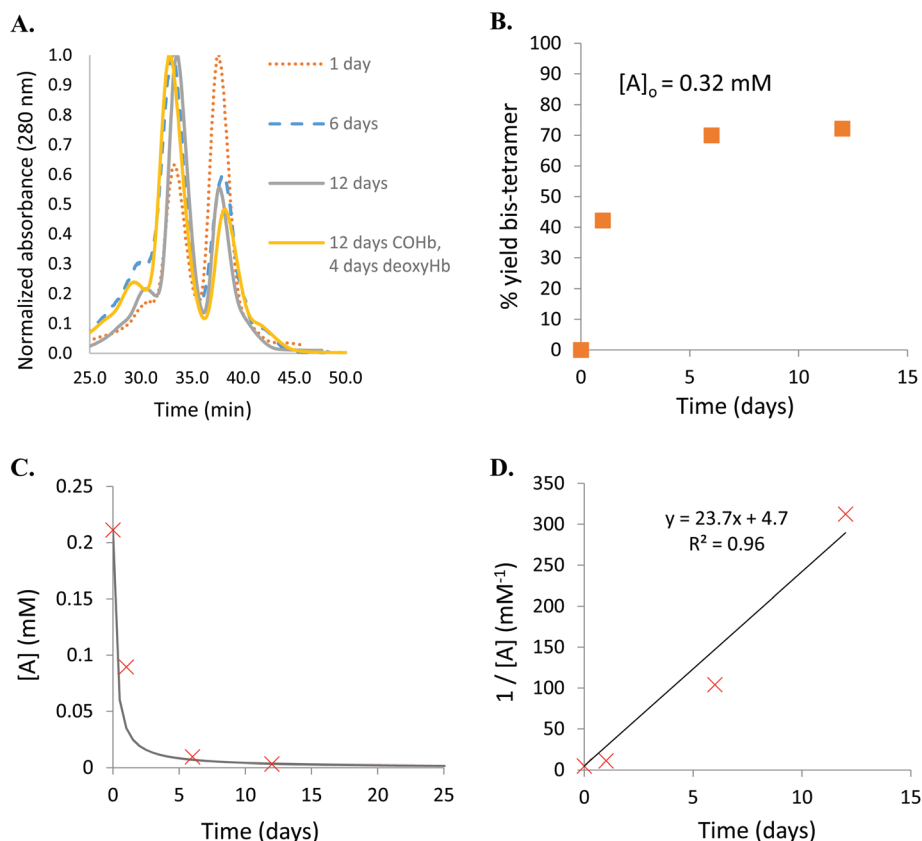 A.
Normalized absorbance (280 nm)
1.0
0.9
0.8
0.7
0.6
0.5
0.4
0.3
0.2
0.1
0.0
25.0 30.0 35.0 40.0 45.0 50.0
Time (min)
1 day
6 days
12 days
12 days COHb,
4 days deoxyHb
B.
% yield bis-tetramer
100
90
80
70
60
50
40
30
20
10
0
0 5 10 15
Time (days)
[A]o = 0.32 mM
C.
[A] (mM)
0.25
0.2
0.15
0.1
0.05
0
0 5 10 15 20 25
Time (days)
D.
1 / [A] (mM-1)
350
300
250
200
150
100
50
0
0 5 10 15
Time (days)
y = 23.7x + 4.7
R² = 0.96